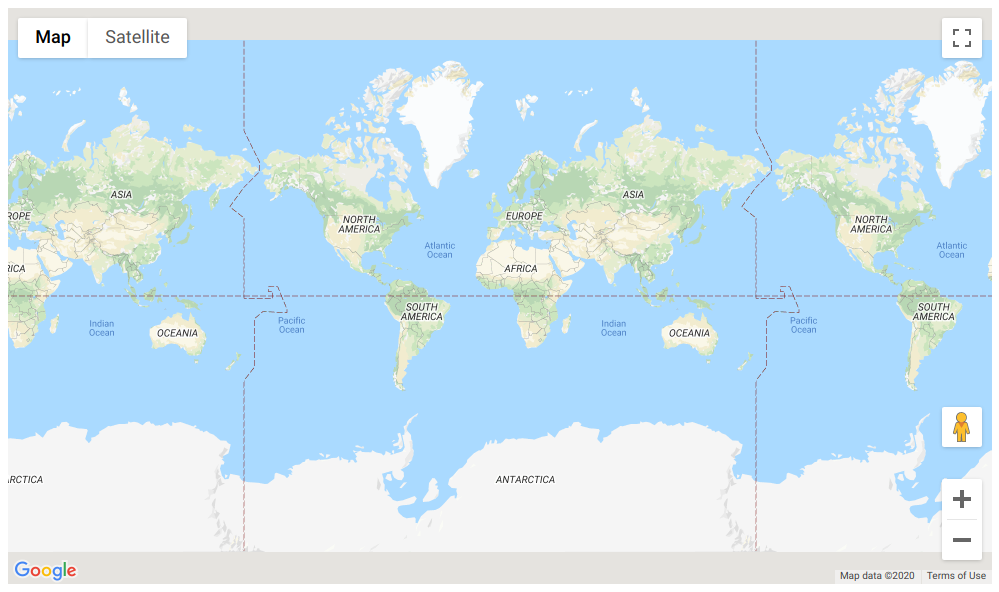 Map
Satellite
ASIA
ASIA
ROPE
NORTH
AMERICA
EUROPE
NORTH
AMERICA
Atlantic
Ocean
Atlantic
Ocean
RICA
AFRICA
Indian
Ocean
OCEANIA
Pacific
Ocean
SOUTH
AMERICA
Indian
Ocean
OCEANIA
Pacific
Ocean
SOUTH
AMERICA
RCTICA
ANTARCTICA
Google
Map data ©2020
Terms of Use